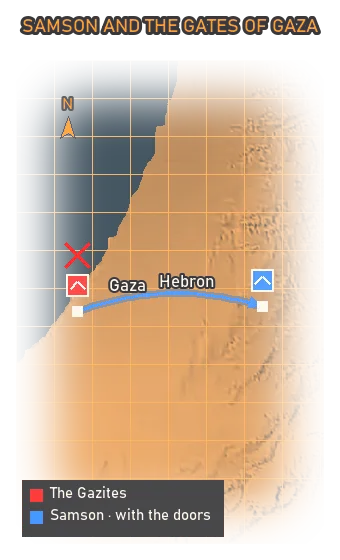 SAMSON AND THE GATES OF GAZA
N
Gaza
Hebron
The Gazites
Samson · with the doors